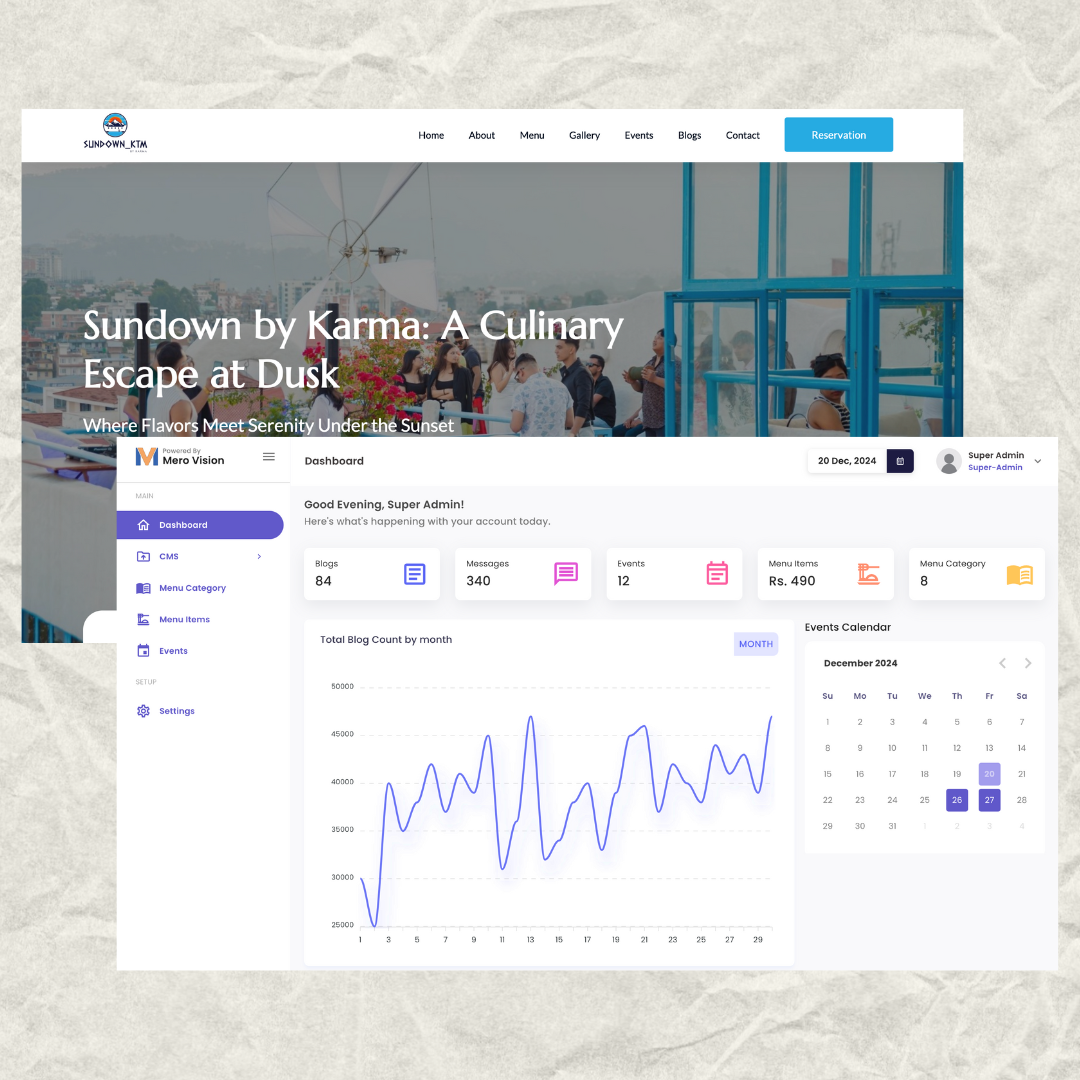 SUNDOWN_KTM
Home About Menu Gallery Events Blogs Contact Reservation
Sundown by Karma: A Culinary
Escape at Dusk
Where Flavors Meet Serenity Under the Sunset
Powered By
Mero Vision
MAIN
Dashboard
CMS
Menu Category
Menu Items
Events
SETUP
Settings
Dashboard
20 Dec, 2024
Super Admin
Super-Admin
Good Evening, Super Admin!
Here's what's happening with your account today.
Blogs
84
Messages
340
Events
12
Menu Items
Rs. 490
Menu Category
8
Total Blog Count by month
MONTH
50000
45000
40000
35000
30000
25000
1 3 5 7 9 11 13 15 17 19 21 23 25 27 29
Events Calendar
December 2024
Su Mo Tu We Th Fr Sa
1 2 3 4 5 6 7
8 9 10 11 12 13 14
15 16 17 18 19 20 21
22 23 24 25 26 27 28
29 30 31 1 2 3 4